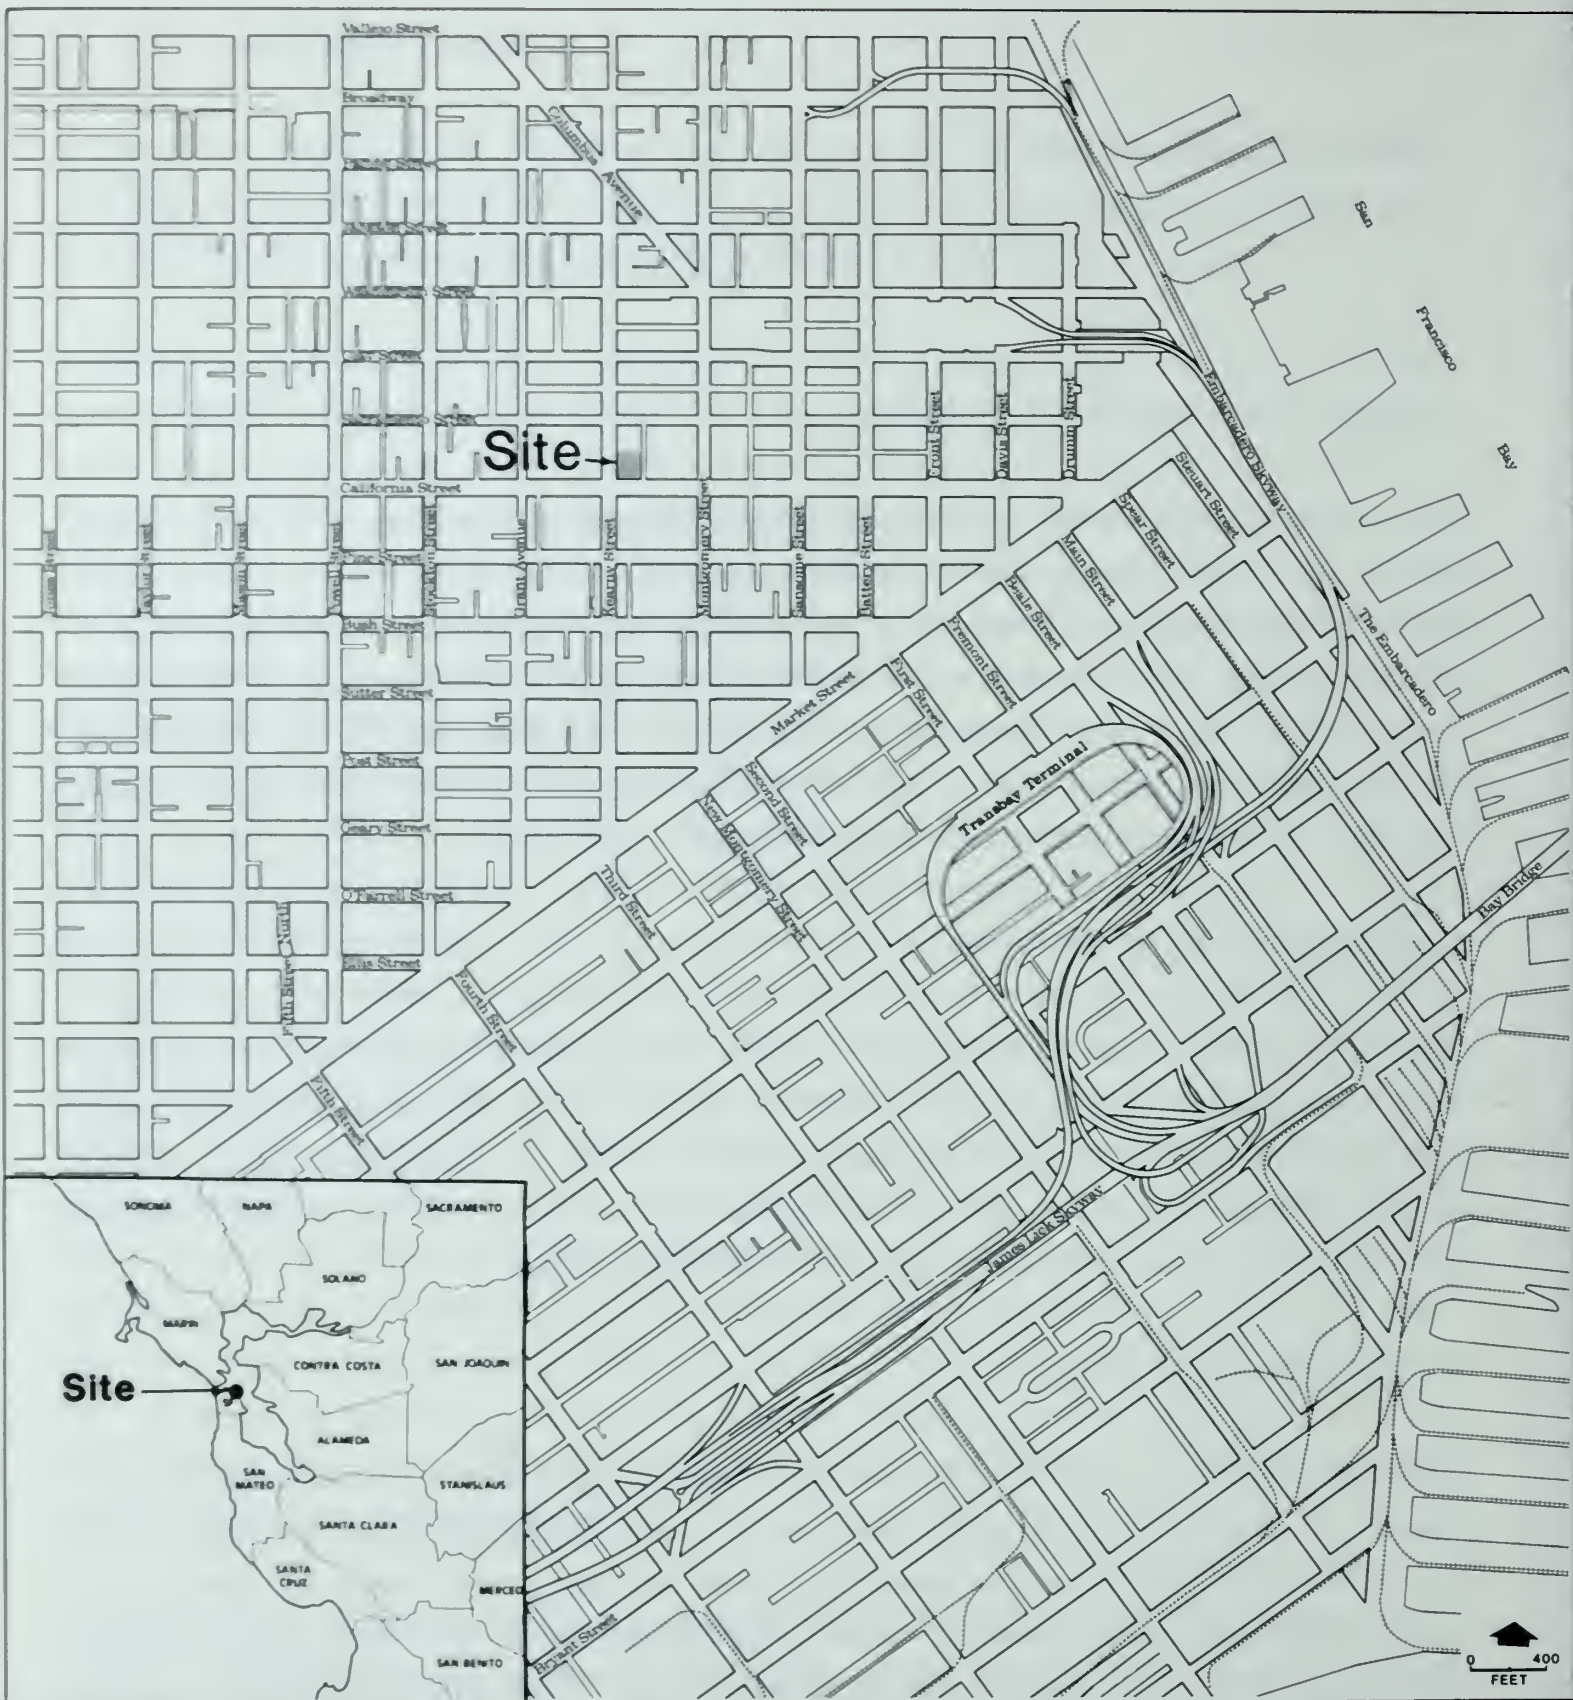 Vallejo Street
Broadway
Columbus Avenue
San Francisco Bay
Clay Street
Embarcadero Skyway
Front Street
Davis Street
Drumm Street
Site
California Street
Steuart Street
Spear Street
Main Street
Beale Street
Fremont Street
First Street
Taylor Street
Mason Street
Powell Street
Pine Street
Stockton Street
Grant Avenue
Kearny Street
Montgomery Street
Sansome Street
Battery Street
Bush Street
The Embarcadero
Sutter Street
Market Street
Post Street
Second Street
New Montgomery Street
Transbay Terminal
Geary Street
Third Street
O'Farrell Street
Bay Bridge
Fifth Street North
Ellis Street
Fourth Street
Fifth Street
James Lick Skyway
Bryant Street
SONOMA
NAPA
SACRAMENTO
SOLANO
MARIN
CONTRA COSTA
SAN JOAQUIN
Site
ALAMEDA
SAN
MATEO
STANISLAUS
SANTA CLARA
SANTA
CRUZ
MERCED
SAN BENITO
0 400
FEET